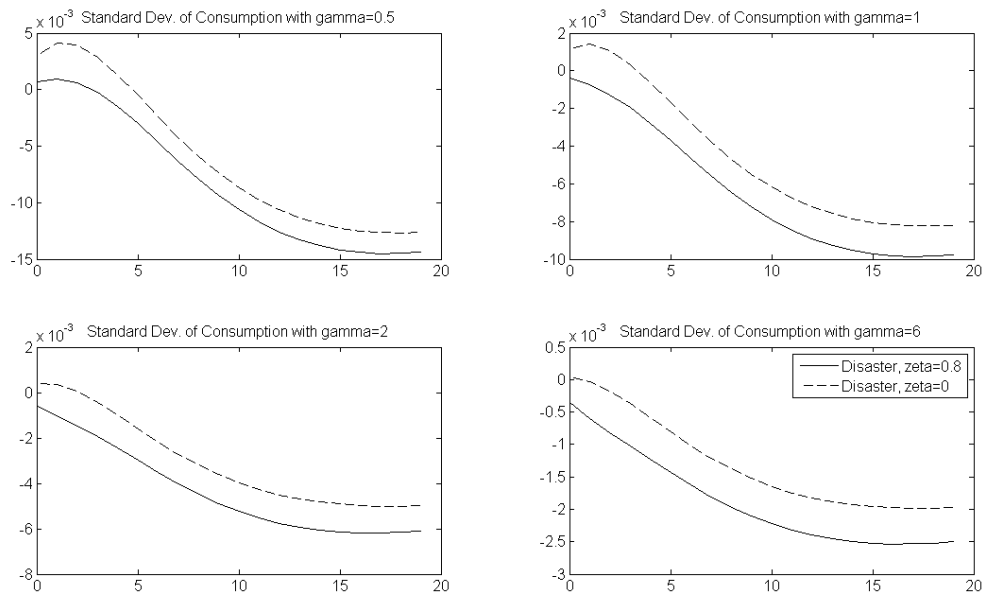 x 10-3 Standard Dev. of Consumption with gamma=0.5
5
0
-5
-10
-15
0 5 10 15 20
x 10-3 Standard Dev. of Consumption with gamma=1
2
0
-2
-4
-6
-8
-10
0 5 10 15 20
x 10-3 Standard Dev. of Consumption with gamma=2
2
0
-2
-4
-6
-8
0 5 10 15 20
x 10-3 Standard Dev. of Consumption with gamma=6
0.5
0
-0.5
-1
-1.5
-2
-2.5
-3
0 5 10 15 20
Disaster, zeta=0.8
Disaster, zeta=0